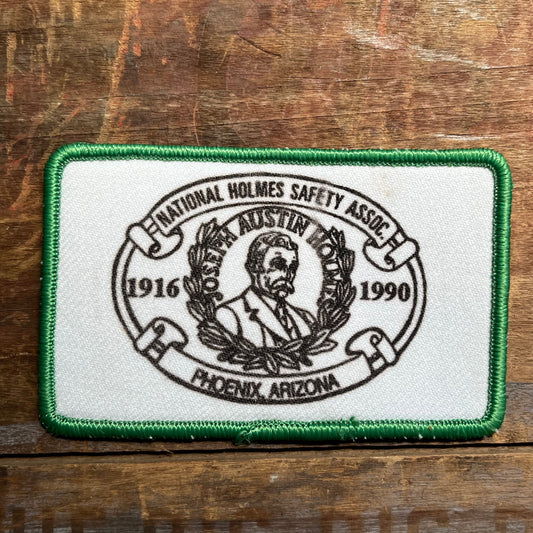 NATIONAL HOLMES SAFETY ASSOC.
JOSEPH AUSTIN HOLMES
1916 1990
PHOENIX, ARIZONA